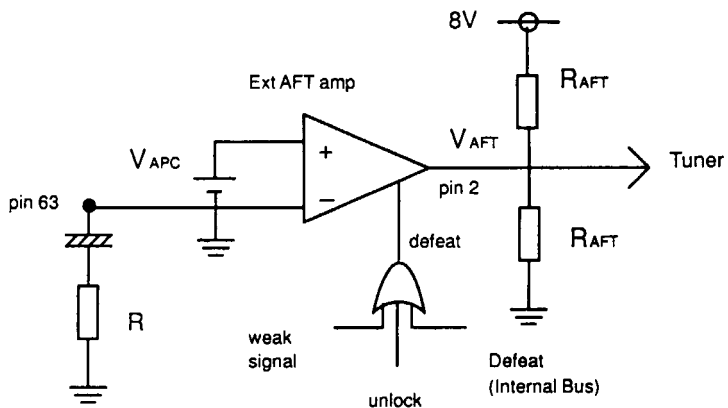 8V
Ext AFT amp
RAFT
VAPC
+
VAFT
Tuner
pin 63
−
pin 2
RAFT
defeat
R
weak
signal
unlock
Defeat
(Internal Bus)